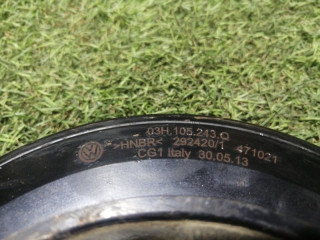 03H.105.243.Q
>HNBR< 292420/1 471021
CG1 Italy 30.05.13